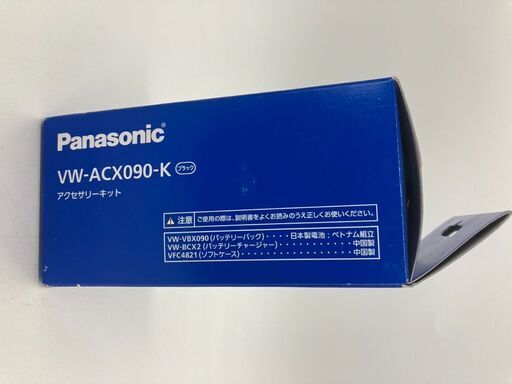 Panasonic®
VW-ACX090-K ブラック
アクセサリーキット
注意 ご使用の際は、説明書をよくお読みのうえ正しくお使いください。
VW-VBX090(バッテリーパック)・・・・日本製電池:ベトナム組立
VW-BCX2(バッテリーチャージャー)・・・・・・・・・・・中国製
VFC4821(ソフトケース)・・・・・・・・・・・・・・・・中国製